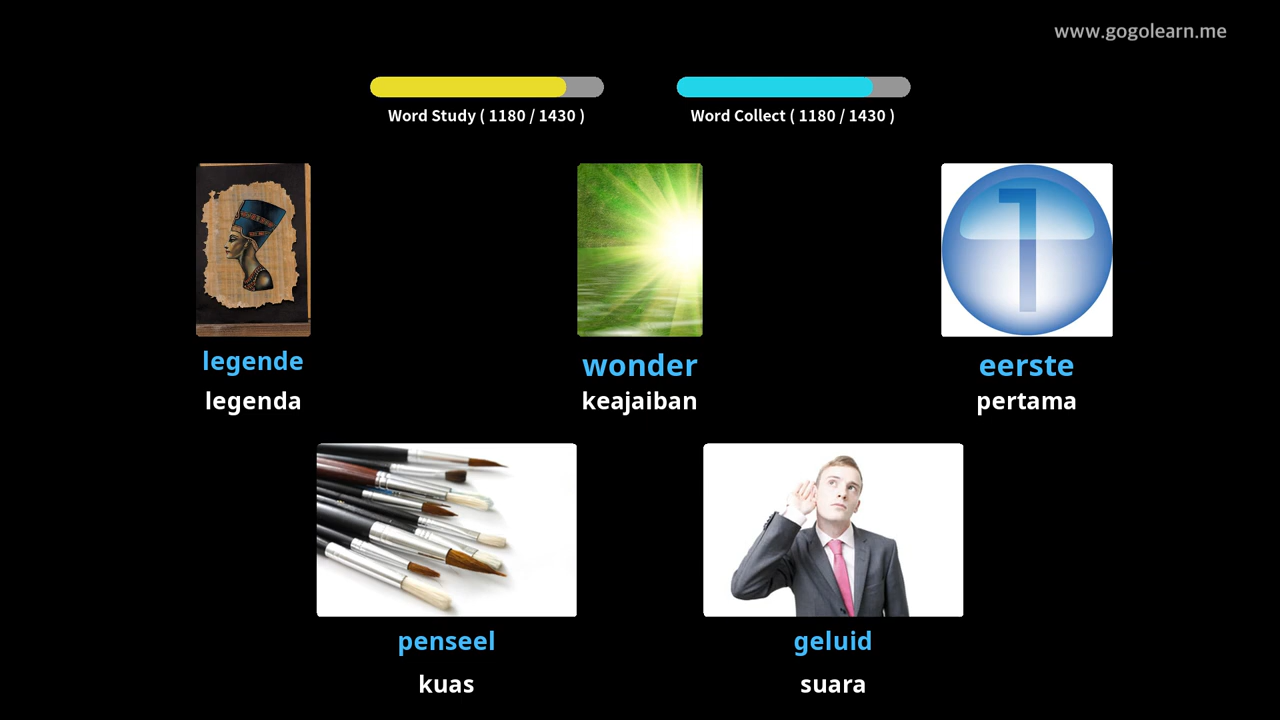 www.gogolearn.me
Word Study ( 1180 / 1430 )
Word Collect ( 1180 / 1430 )
1
legende
legenda
wonder
keajaiban
eerste
pertama
penseel
kuas
geluid
suara